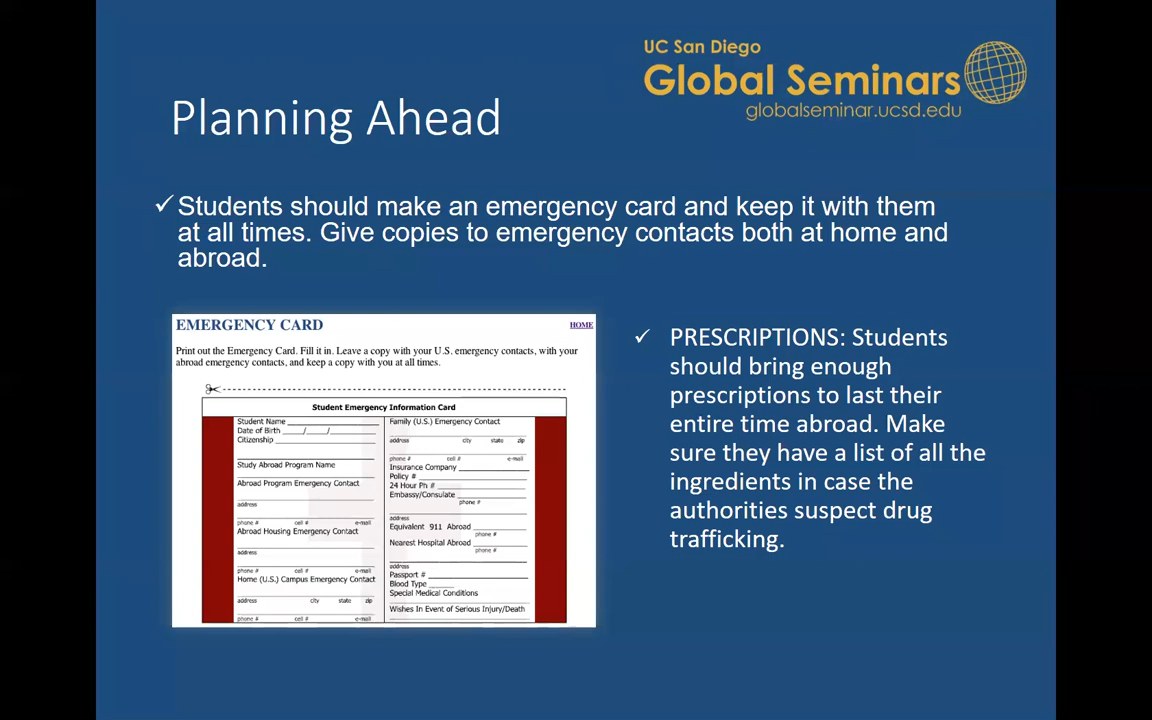 UC San Diego
Global Seminars
globalseminar.ucsd.edu
Planning Ahead
✓Students should make an emergency card and keep it with them
at all times. Give copies to emergency contacts both at home and
abroad.
EMERGENCY CARD HOME
Print out the Emergency Card. Fill it in. Leave a copy with your U.S. emergency contacts, with your
abroad emergency contacts, and keep a copy with you at all times.
Student Emergency Information Card
Student Name
Date of Birth ___/___/___
Citizenship
Study Abroad Program Name
Abroad Program Emergency Contact
address
phone # cell # e-mail
Abroad Housing Emergency Contact
address
phone # cell # e-mail
Home (U.S.) Campus Emergency Contact
address city state zip
phone # cell # e-mail
Family (U.S.) Emergency Contact
address city state zip
phone # cell # e-mail
Insurance Company
Policy #
24 Hour Ph #
Embassy/Consulate
phone #
address
Equivalent 911 Abroad
phone #
Nearest Hospital Abroad
phone #
address
Passport #
Blood Type
Special Medical Conditions
Wishes In Event of Serious Injury/Death
✓ PRESCRIPTIONS: Students
should bring enough
prescriptions to last their
entire time abroad. Make
sure they have a list of all the
ingredients in case the
authorities suspect drug
trafficking.